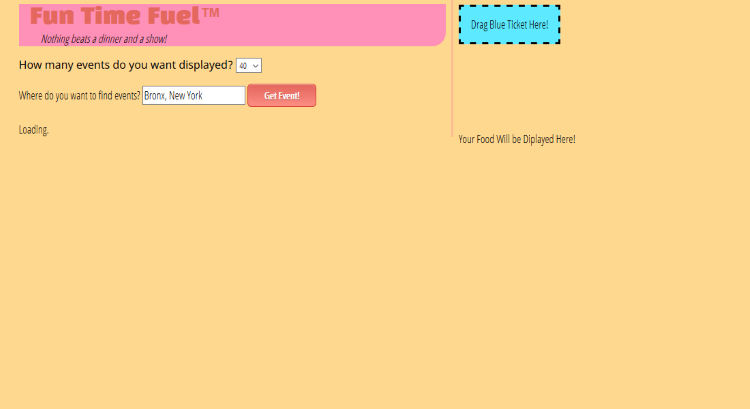 Fun Time Fuel™
Nothing beats a dinner and a show!
How many events do you want displayed? 40
Where do you want to find events? Bronx, New York Get Event!
Loading.
Drag Blue TIcket Here!
Your Food Will be Diplayed Here!